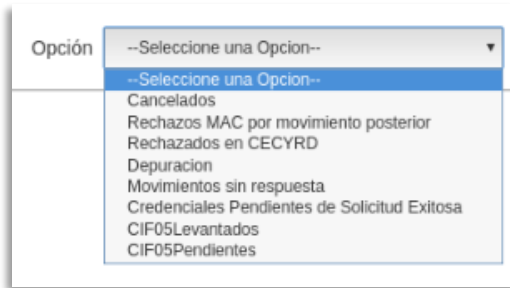 Opción --Seleccione una Opcion--
--Seleccione una Opcion--
Cancelados
Rechazos MAC por movimiento posterior
Rechazados en CECYRD
Depuracion
Movimientos sin respuesta
Credenciales Pendientes de Solicitud Exitosa
CIF05Levantados
CIF05Pendientes